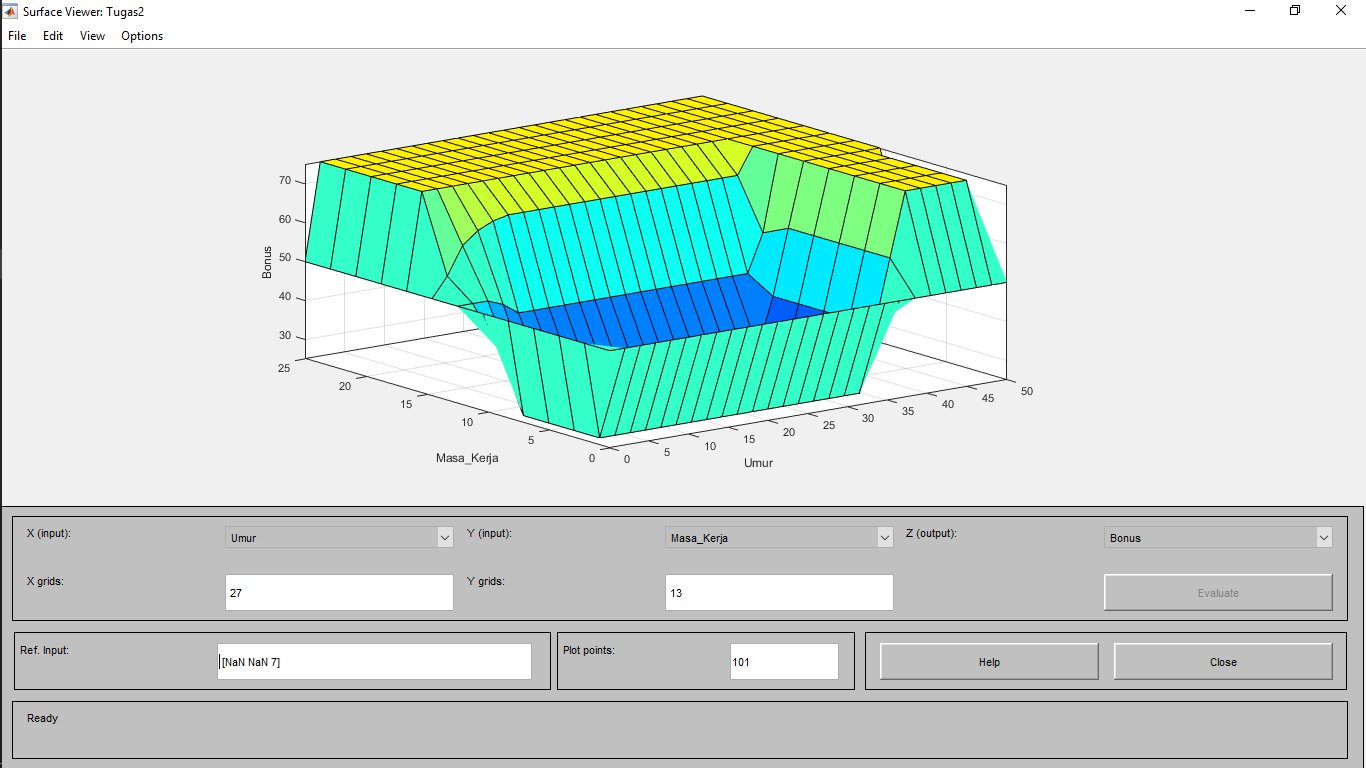 Surface Viewer: Tugas2
File Edit View Options
Bonus
70
60
50
40
30
25
20
15
10
5
0
Masa_Kerja
0
5
10
15
20
25
30
35
40
45
50
Umur
X (input): Umur Y (input): Masa_Kerja Z (output): Bonus
X grids: 27 Y grids: 13 Evaluate
Ref. Input: [NaN NaN 7] Plot points: 101 Help Close
Ready